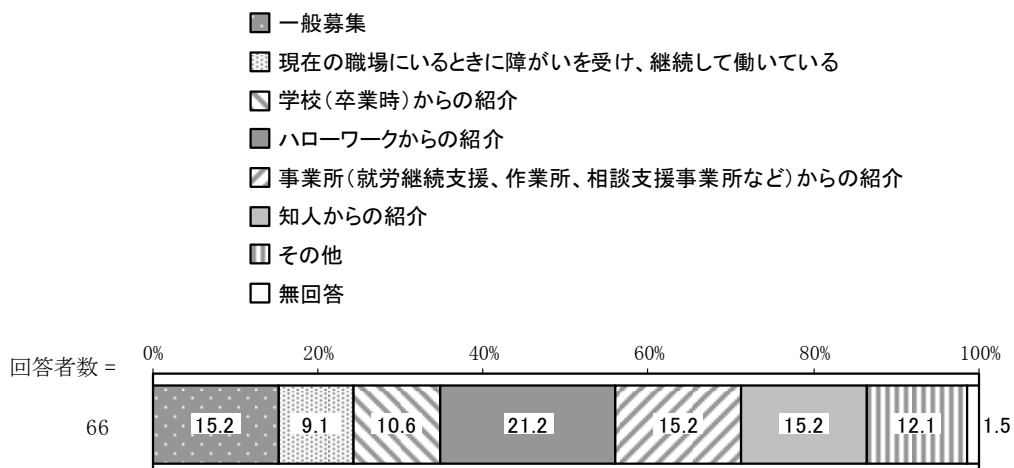 一般募集
現在の職場にいるときに障がいを受け、継続して働いている
学校(卒業時)からの紹介
ハローワークからの紹介
事業所(就労継続支援、作業所、相談支援事業所など)からの紹介
知人からの紹介
その他
無回答
0% 20% 40% 60% 80% 100%
回答者数 =
66 15.2 9.1 10.6 21.2 15.2 15.2 12.1 1.5